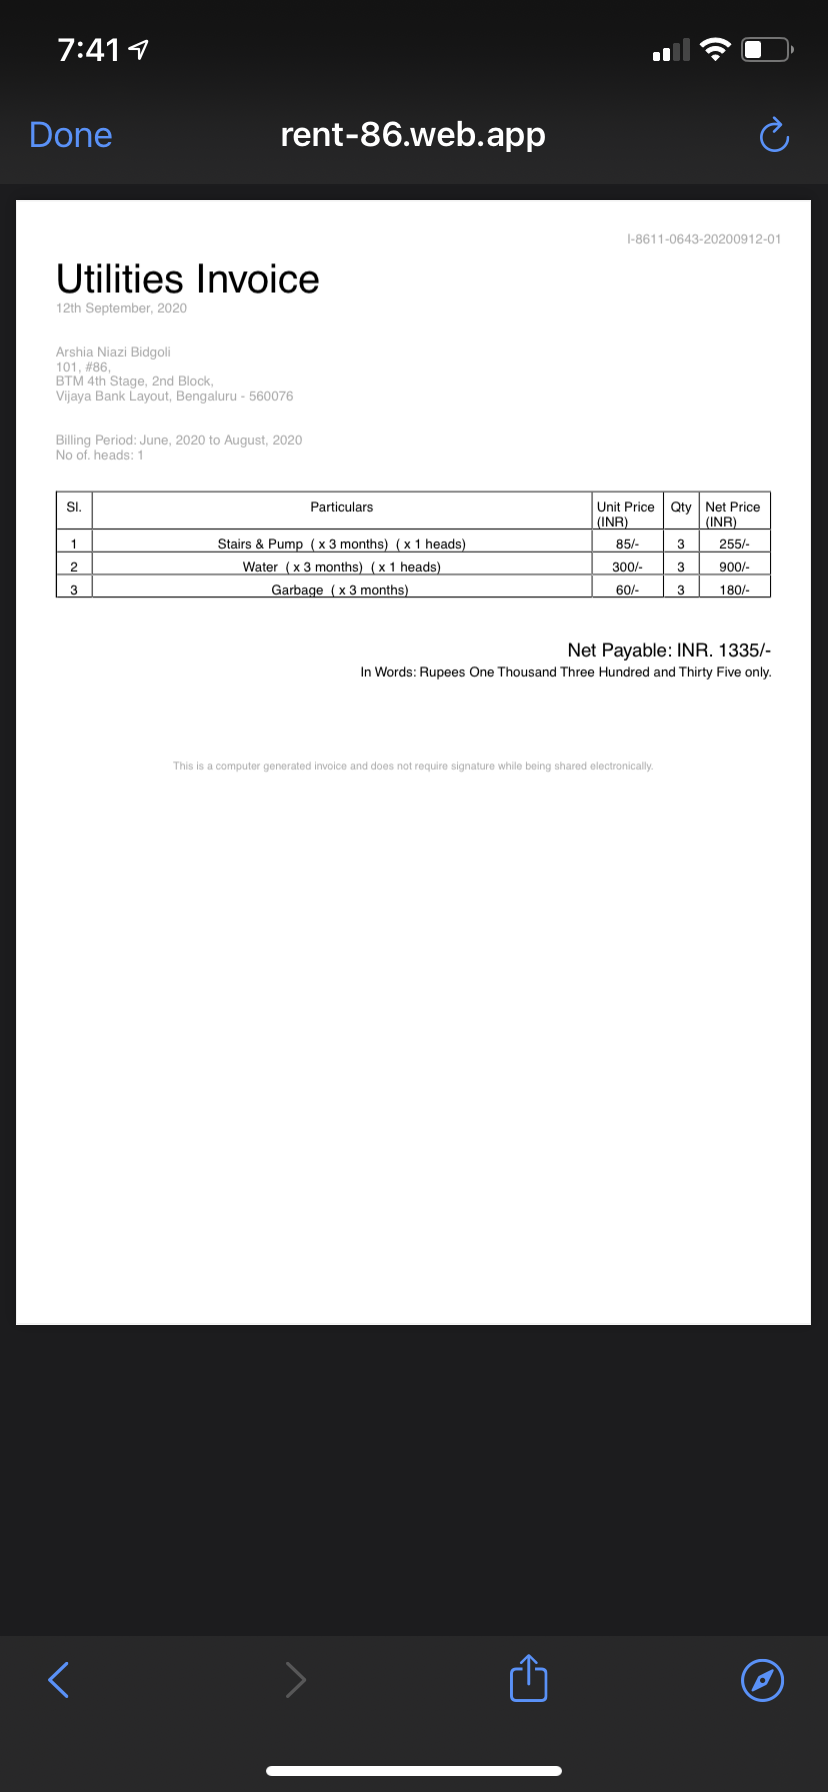 7:41
Done rent-86.web.app
I-8611-0643-20200912-01
Utilities Invoice
12th September, 2020
Arshia Niazi Bidgoli
101, #86,
BTM 4th Stage, 2nd Block,
Vijaya Bank Layout, Bengaluru - 560076
Billing Period: June, 2020 to August, 2020
No of. heads: 1
Sl. Particulars Unit Price (INR) Qty Net Price (INR)
1 Stairs & Pump ( x 3 months) ( x 1 heads) 85/- 3 255/-
2 Water ( x 3 months) ( x 1 heads) 300/- 3 900/-
3 Garbage ( x 3 months) 60/- 3 180/-
Net Payable: INR. 1335/-
In Words: Rupees One Thousand Three Hundred and Thirty Five only.
This is a computer generated invoice and does not require signature while being shared electronically.